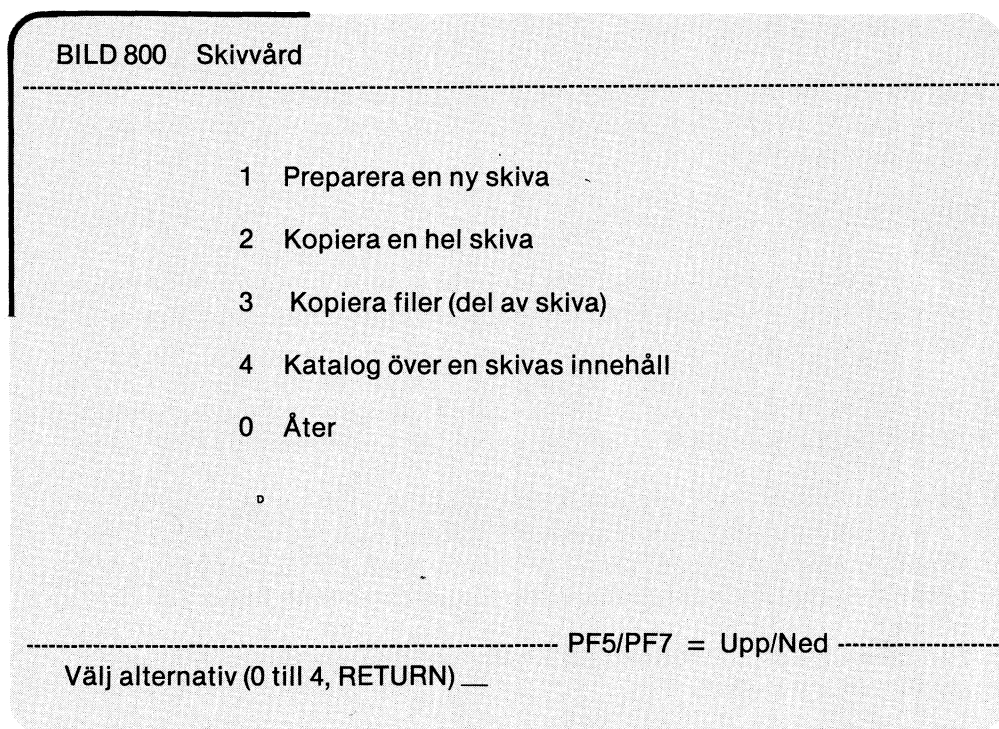 BILD 800 Skivvård
1 Preparera en ny skiva
2 Kopiera en hel skiva
3 Kopiera filer (del av skiva)
4 Katalog över en skivas innehåll
0 Åter
D
PF5/PF7 = Upp/Ned
Välj alternativ (0 till 4, RETURN) __